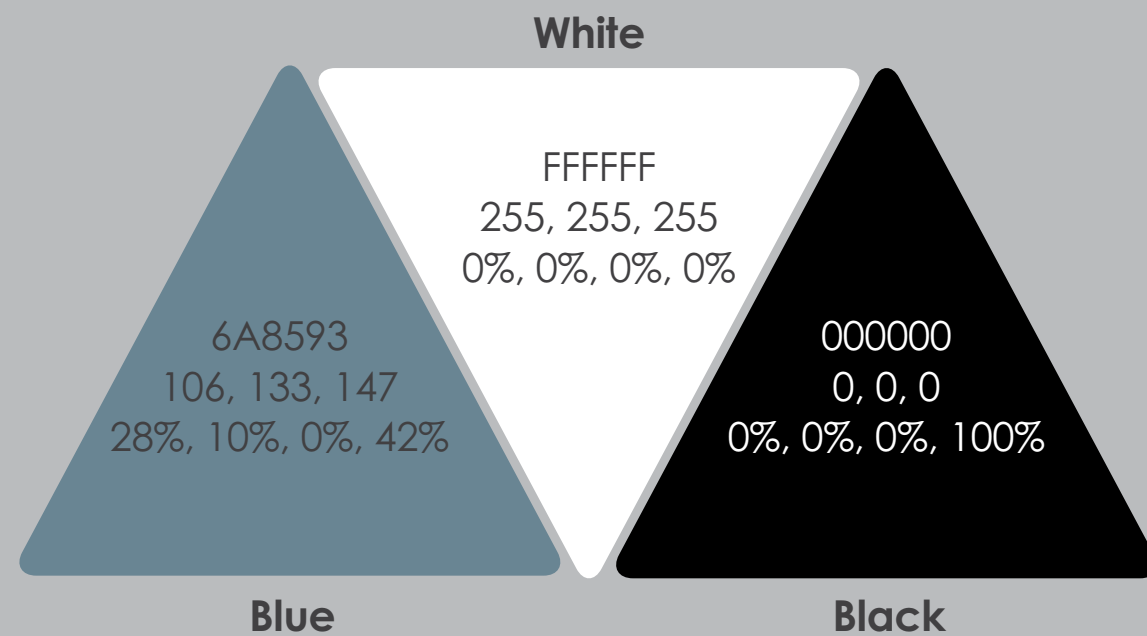 White
FFFFFF
255, 255, 255
0%, 0%, 0%, 0%
6A8593
106, 133, 147
28%, 10%, 0%, 42%
Blue
000000
0, 0, 0
0%, 0%, 0%, 100%
Black